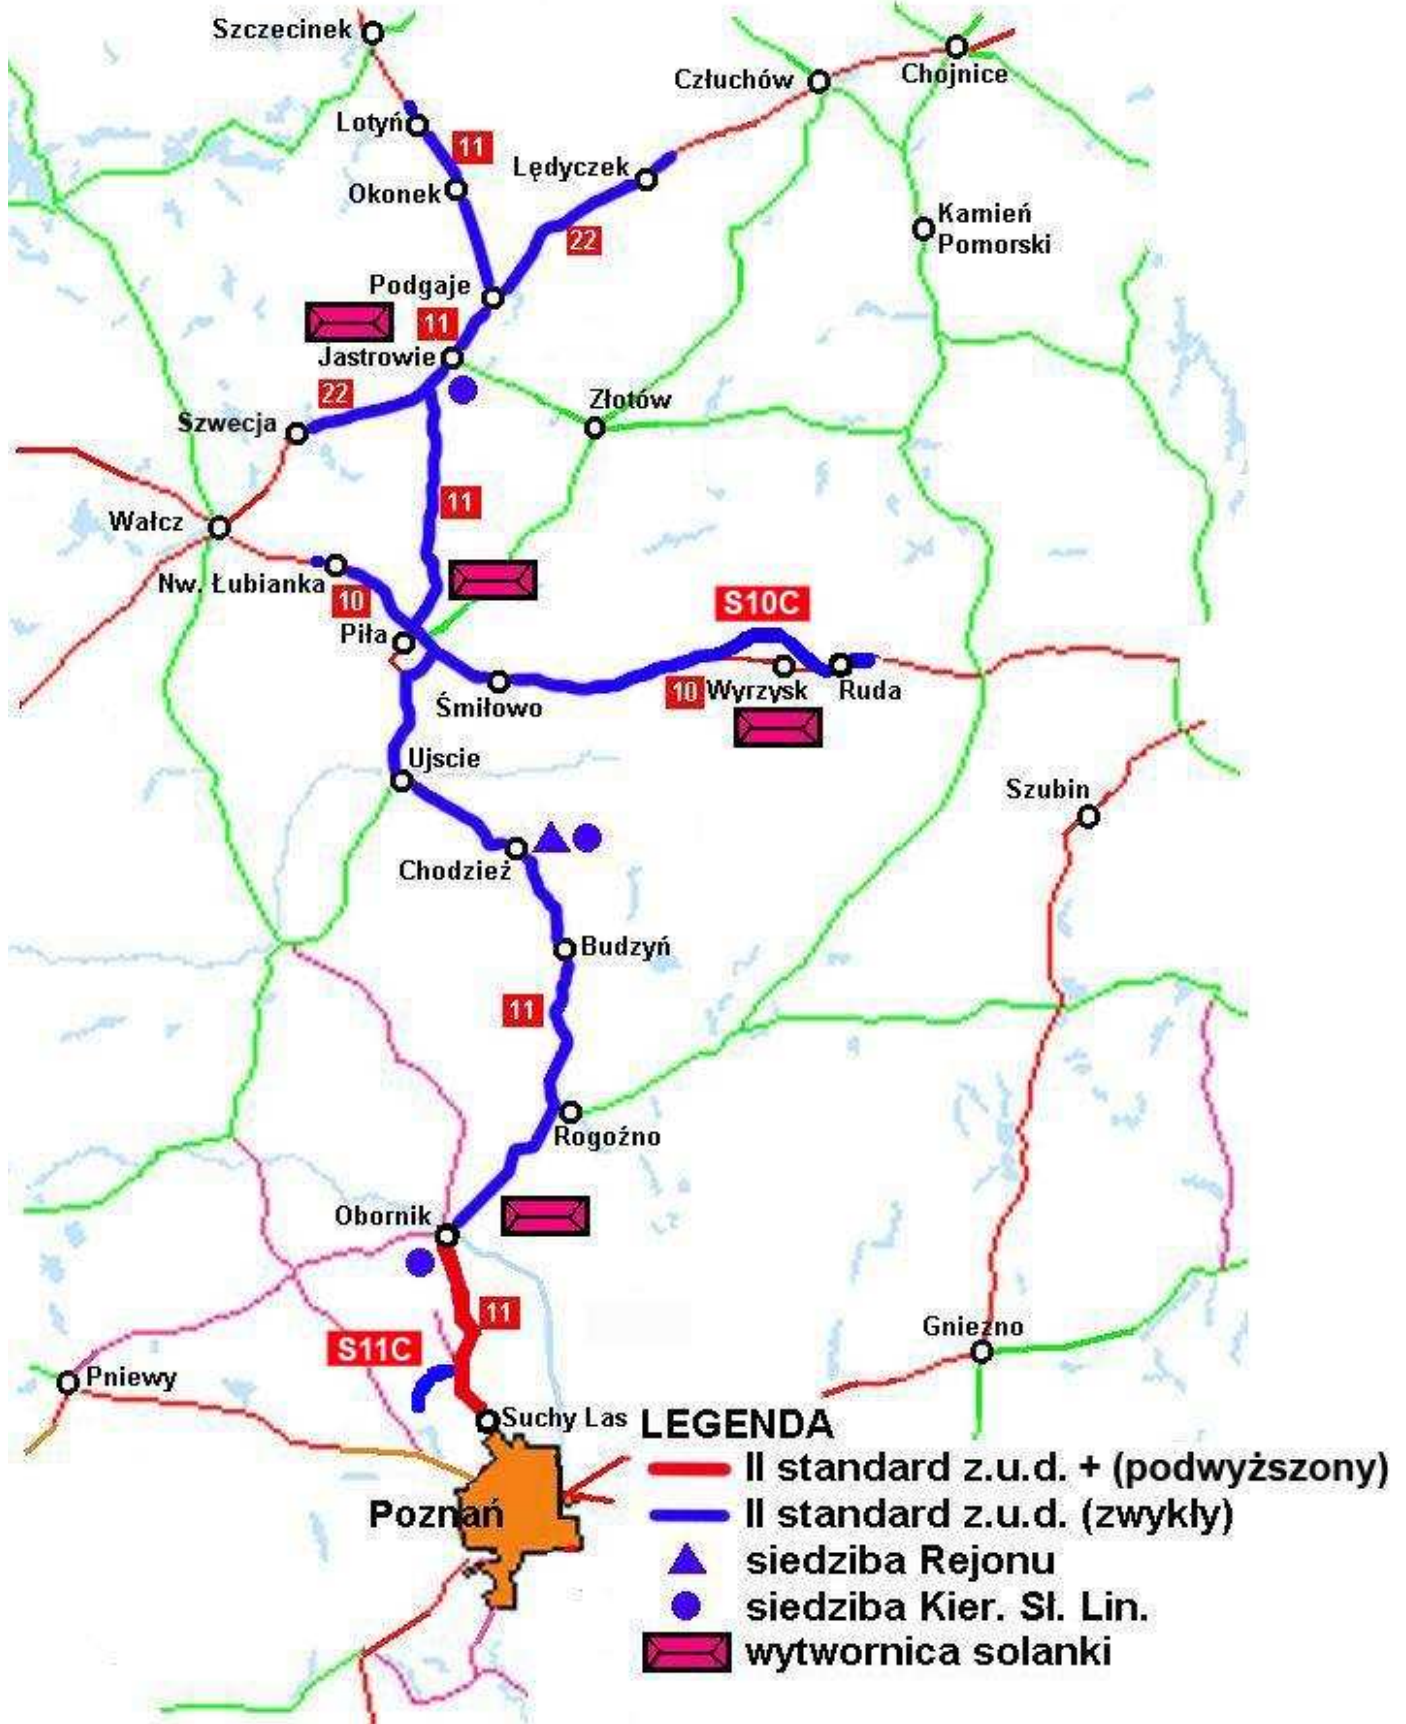 Szczecinek
Człuchów
Chojnice
Lotyń
11
Lędyczek
Okonek
22
Kamień
Pomorski
Podgaje
11
Jastrowie
22
Szwecja
Złotów
11
Wałcz
Nw. Łubianka
10
S10C
Piła
Śmiłowo
10
Wyrzysk
Ruda
Ujscie
Szubin
Chodzież
Budzyń
11
Rogoźno
Obornik
11
S11C
Gniezno
Pniewy
Suchy Las
Poznań
LEGENDA
II standard z.u.d. + (podwyższony)
II standard z.u.d. (zwykly)
siedziba Rejonu
siedziba Kier. Sl. Lin.
wytwornica solanki